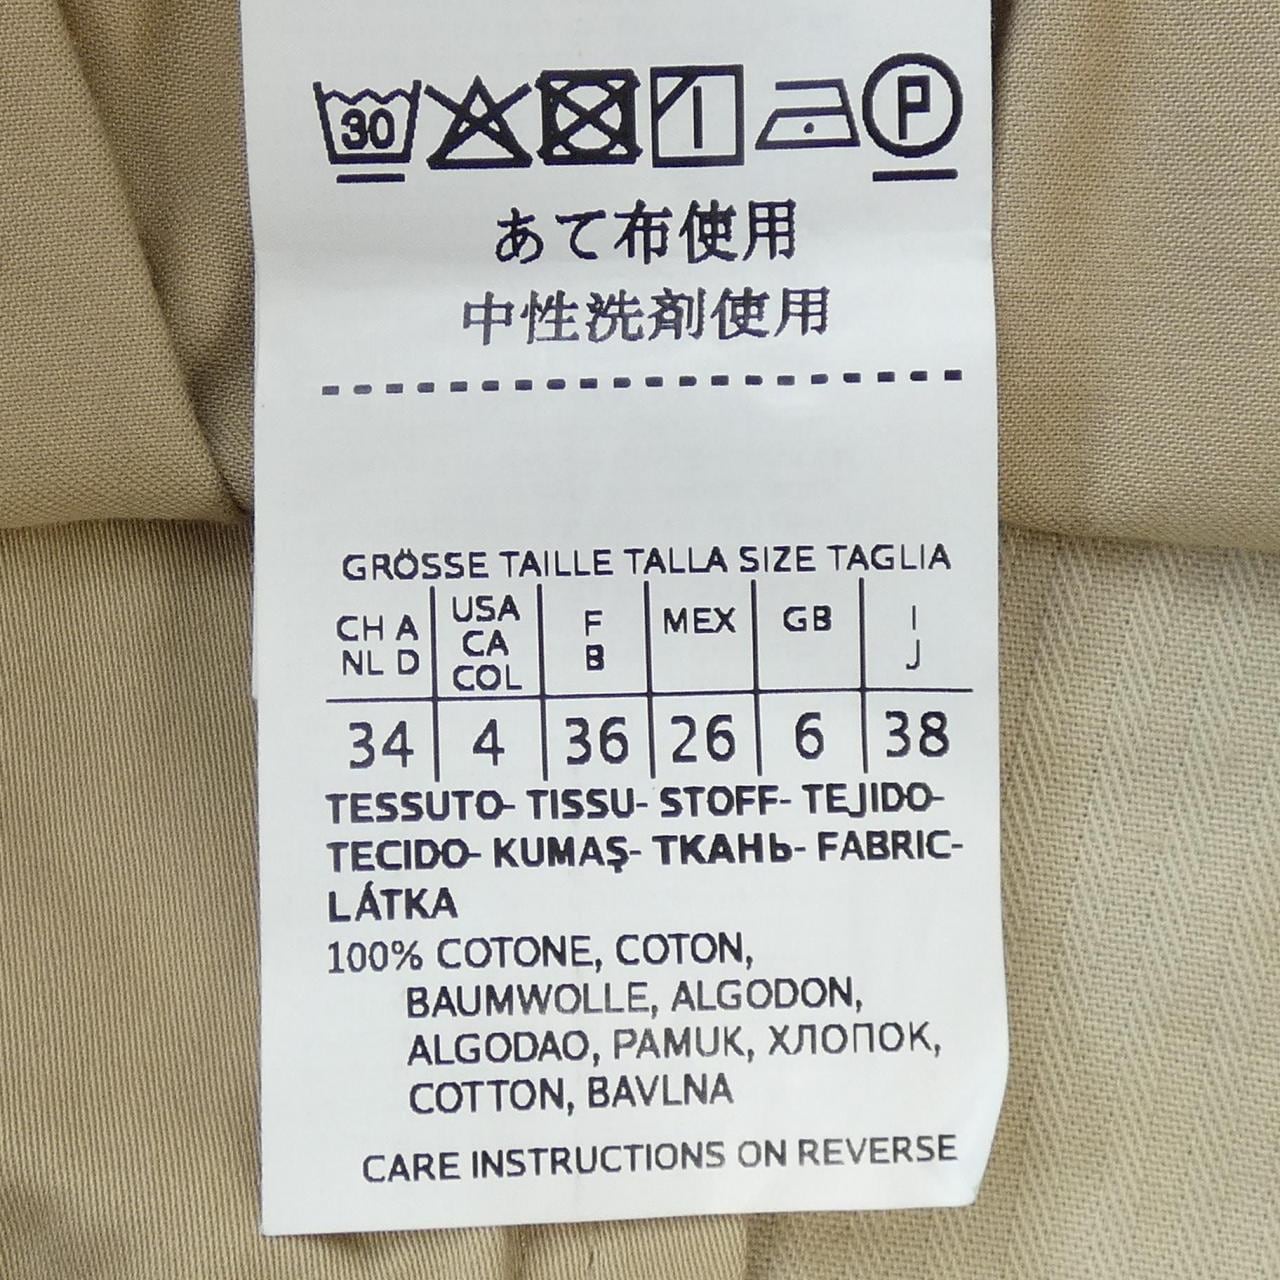 30 P
あて布使用
中性洗剤使用
GRÖSSE TAILLE TALLA SIZE TAGLIA
CH A NL D USA CA COL F B MEX GB I J
34 4 36 26 6 38
TESSUTO- TISSU- STOFF- TEJIDO-
TECIDO- KUMAŞ- ТКАНЬ- FABRIC-
LÁTKA
100% COTONE, COTON,
BAUMWOLLE, ALGODON,
ALGODAO, PAMUK, ХЛОПОК,
COTTON, BAVLNA
CARE INSTRUCTIONS ON REVERSE